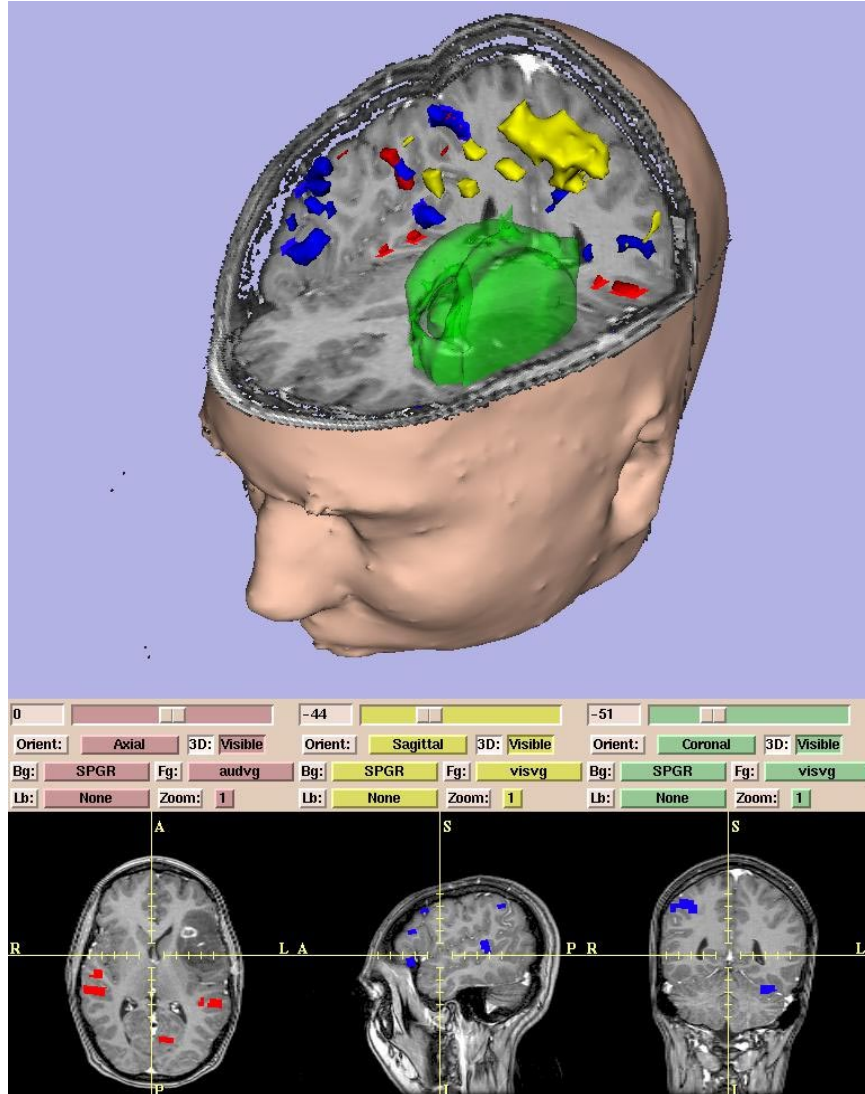 0 -44 -51
Orient: Axial 3D: Visible Orient: Sagittal 3D: Visible Orient: Coronal 3D: Visible
Bg: SPGR Fg: audvg Bg: SPGR Fg: visvg Bg: SPGR Fg: visvg
Lb: None Zoom: 1 Lb: None Zoom: 1 Lb: None Zoom: 1
A S S
R L A P R L
P I I